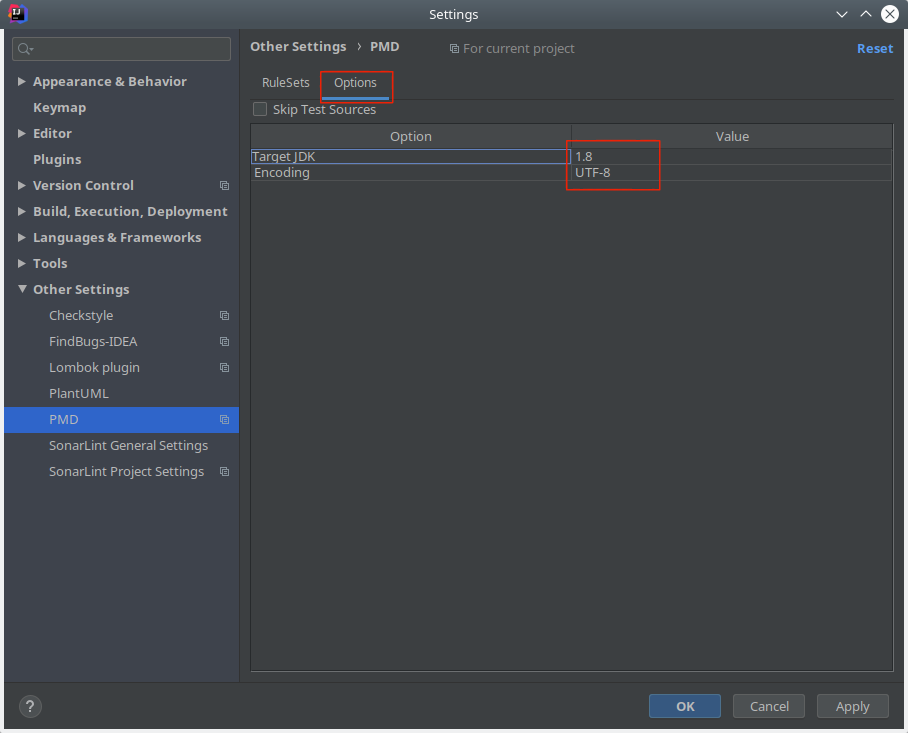 Settings
Other Settings › PMD
For current project
Reset
Appearance & Behavior
Keymap
Editor
Plugins
Version Control
Build, Execution, Deployment
Languages & Frameworks
Tools
Other Settings
Checkstyle
FindBugs-IDEA
Lombok plugin
PlantUML
PMD
SonarLint General Settings
SonarLint Project Settings
RuleSets Options
Skip Test Sources
Option Value
Target JDK 1.8
Encoding UTF-8
?
OK Cancel Apply